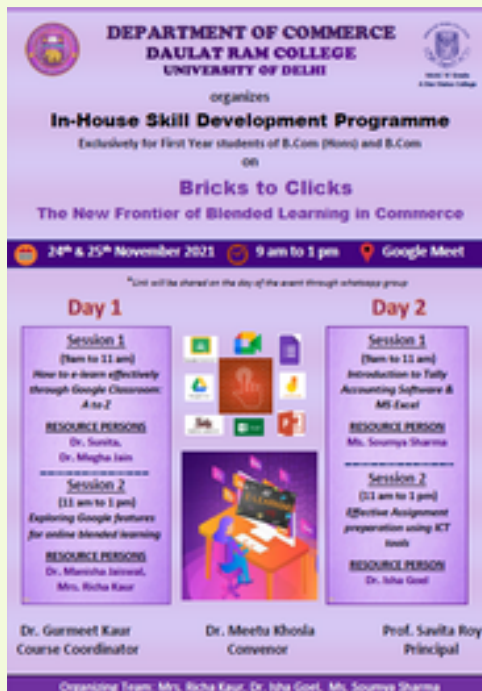 DEPARTMENT OF COMMERCE
DAULAT RAM COLLEGE
UNIVERSITY OF DELHI
organizes
In-House Skill Development Programme
Exclusively for First Year students of B.Com (Hons) and B.Com
on
Bricks to Clicks
The New Frontier of Blended Learning in Commerce
24th & 25th November 2021 9 am to 1 pm Google Meet
*Link will be shared on the day of the event through whatsapp group
Day 1
Session 1
(9am to 11 am)
How to e-learn effectively
through Google Classroom:
A to Z
RESOURCE PERSONS
Dr. Sunita,
Dr. Megha Jain
Session 2
(11 am to 1 pm)
Exploring Google features
for online blended learning
RESOURCE PERSONS
Dr. Manisha Jaiswal,
Mrs. Richa Kaur
Day 2
Session 1
(9am to 11 am)
Introduction to Tally
Accounting Software &
MS Excel
RESOURCE PERSON
Ms. Soumya Sharma
Session 2
(11 am to 1 pm)
Effective Assignment
preparation using ICT
tools
RESOURCE PERSON
Dr. Isha Goel
Dr. Gurmeet Kaur
Course Coordinator
Dr. Meetu Khosla
Convenor
Prof. Savita Roy
Principal
Organizing Team: Mrs. Richa Kaur, Dr. Isha Goel, Ms. Soumya Sharma